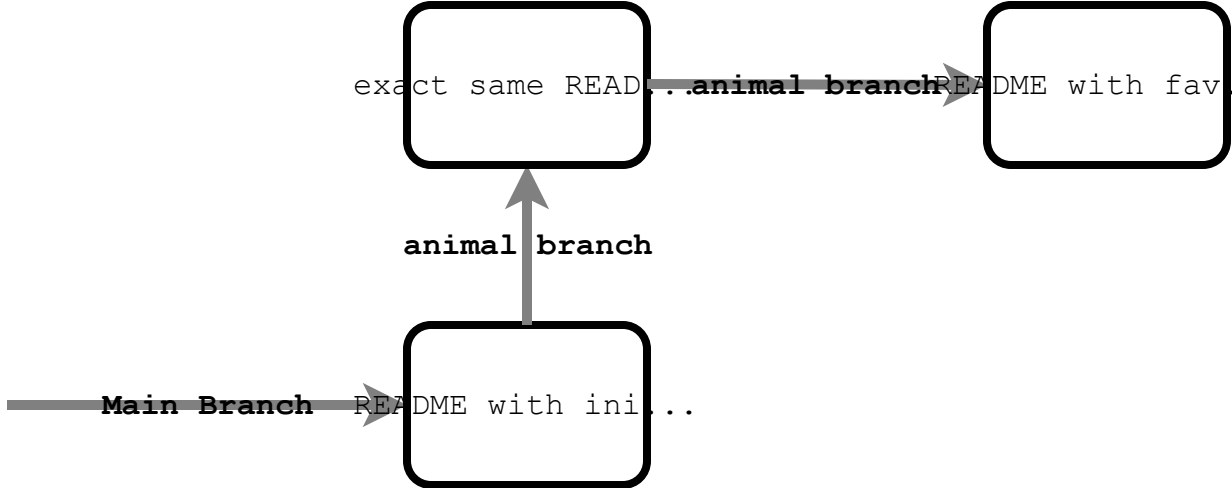 exact same READ...
animal branch
README with fav.
animal branch
Main Branch
README with ini...